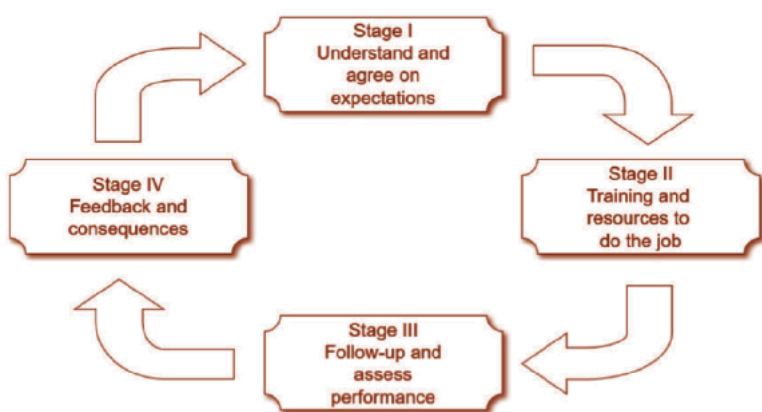 Stage I
Understand and
agree on
expectations
Stage II
Training and
resources to
do the job
Stage III
Follow-up and
assess
performance
Stage IV
Feedback and
consequences